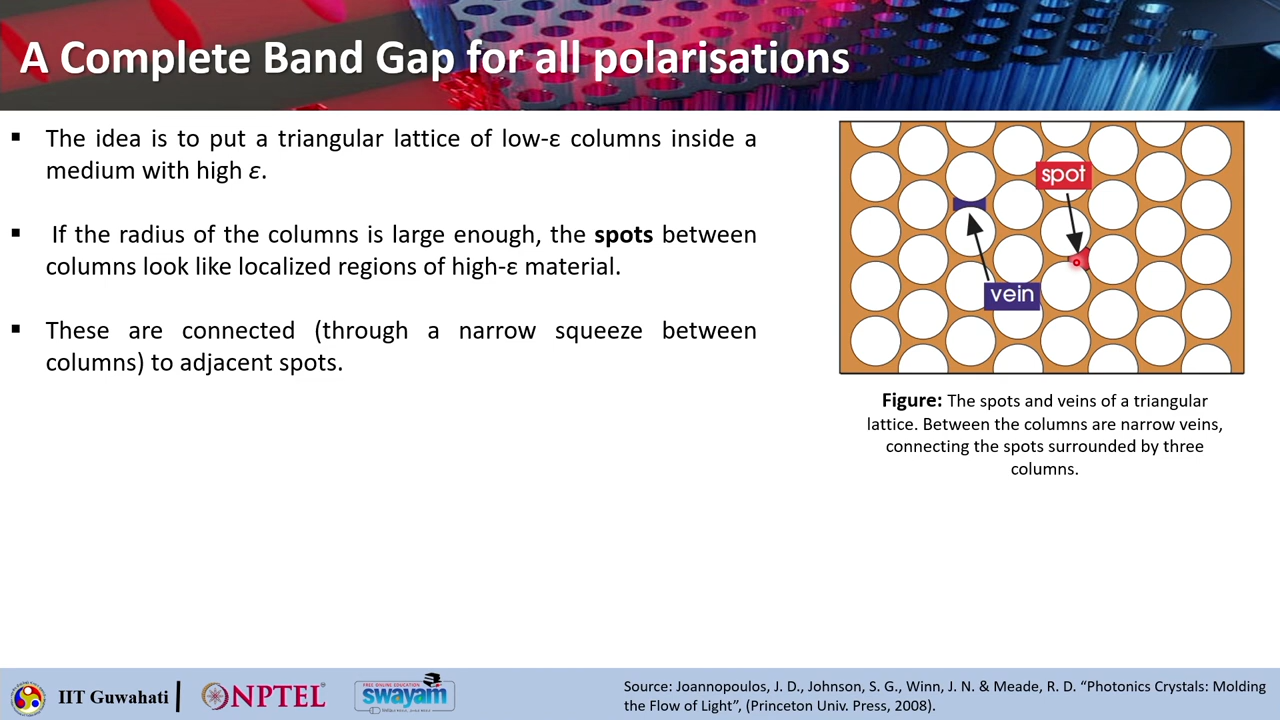 A Complete Band Gap for all polarisations
▪ The idea is to put a triangular lattice of low-ε columns inside a
medium with high ε.
▪ If the radius of the columns is large enough, the spots between
columns look like localized regions of high-ε material.
▪ These are connected (through a narrow squeeze between
columns) to adjacent spots.
spot
vein
Figure: The spots and veins of a triangular
lattice. Between the columns are narrow veins,
connecting the spots surrounded by three
columns.
IIT Guwahati
NPTEL
FREE ONLINE EDUCATION
swayam
Source: Joannopoulos, J. D., Johnson, S. G., Winn, J. N. & Meade, R. D. “Photonics Crystals: Molding
the Flow of Light”, (Princeton Univ. Press, 2008).